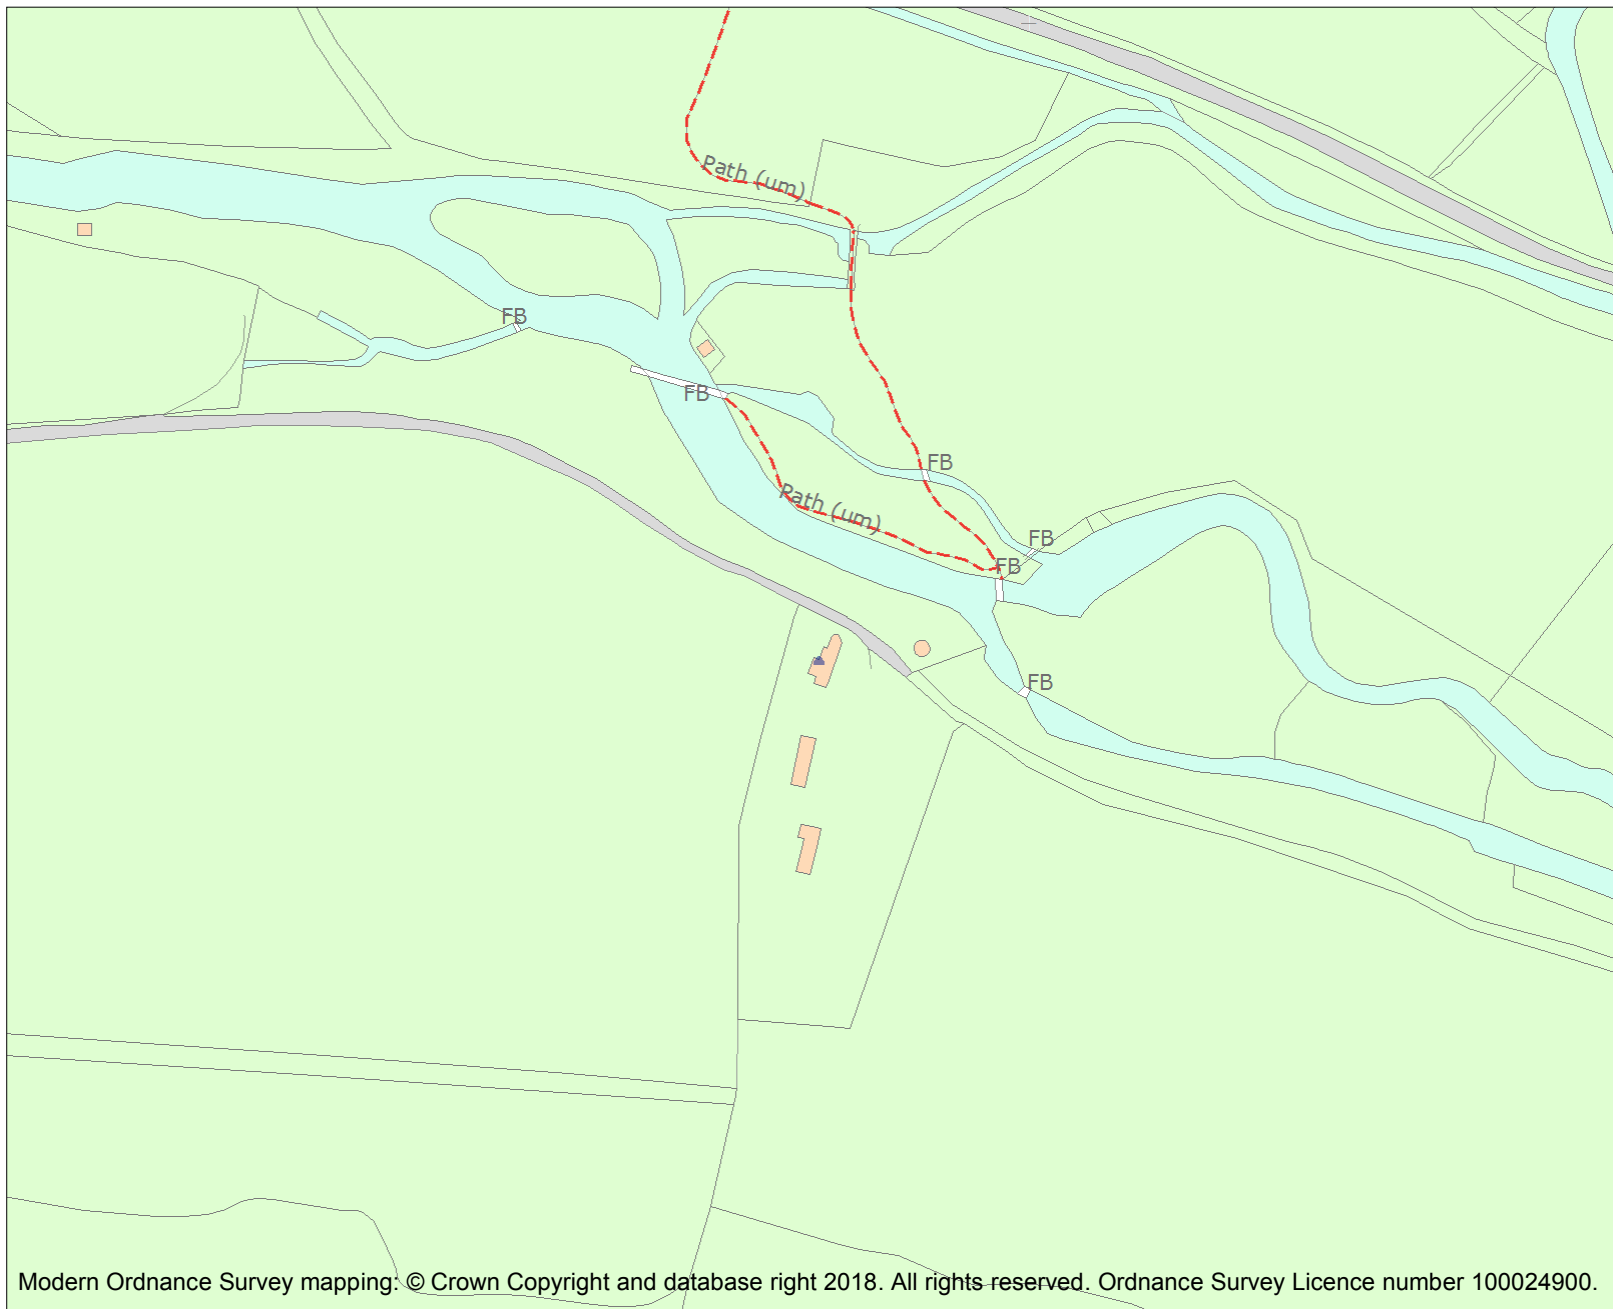 Path (um)
FB
FB
FB
Path (um)
FB
FB
FB
Modern Ordnance Survey mapping: © Crown Copyright and database right 2018. All rights reserved. Ordnance Survey Licence number 100024900.